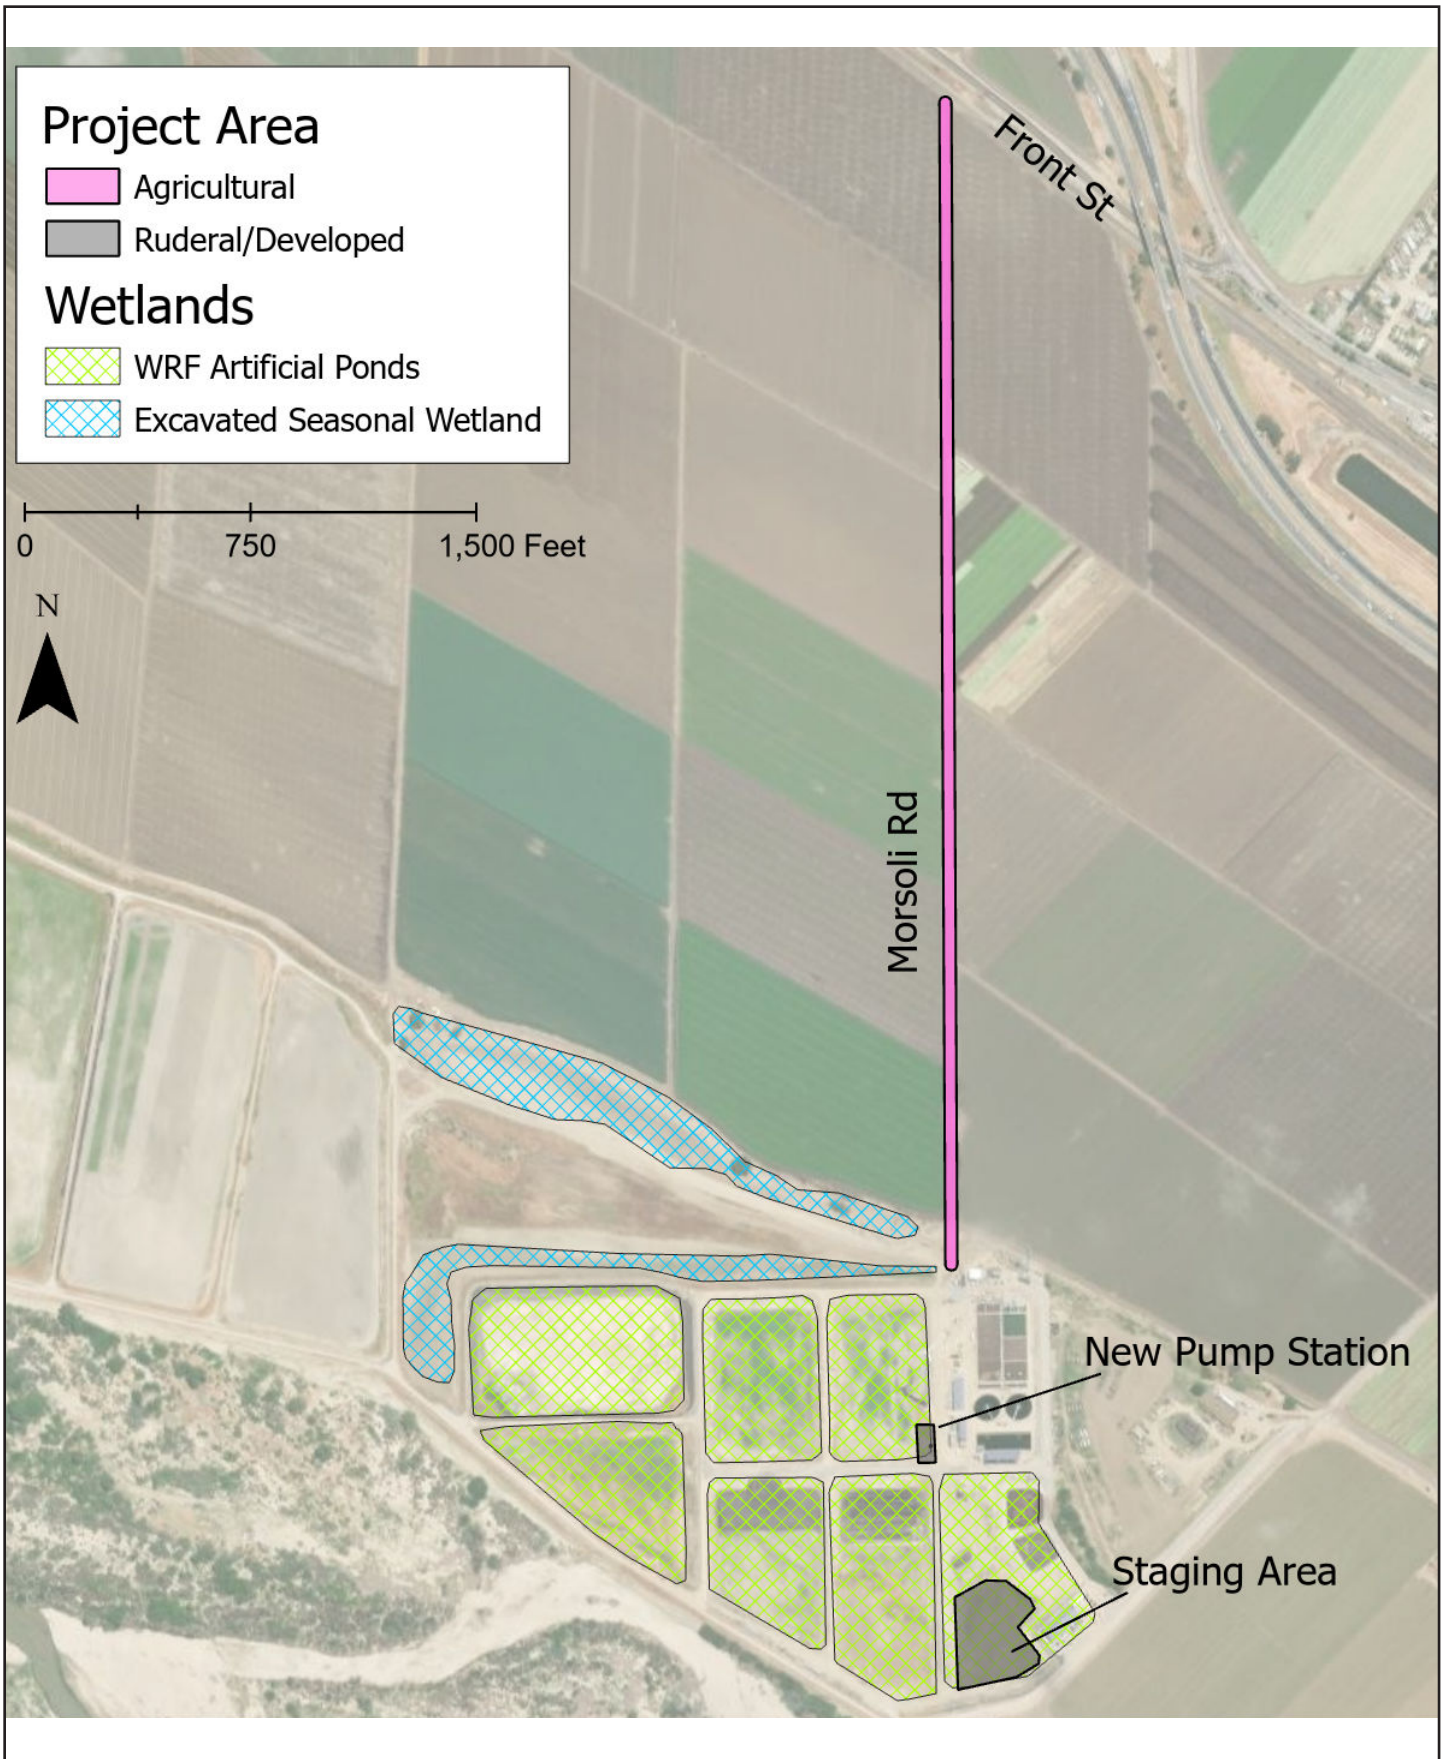 Project Area
Agricultural
Ruderal/Developed
Wetlands
WRF Artificial Ponds
Excavated Seasonal Wetland
0 750 1,500 Feet
N
Front St
Morsoli Rd
New Pump Station
Staging Area